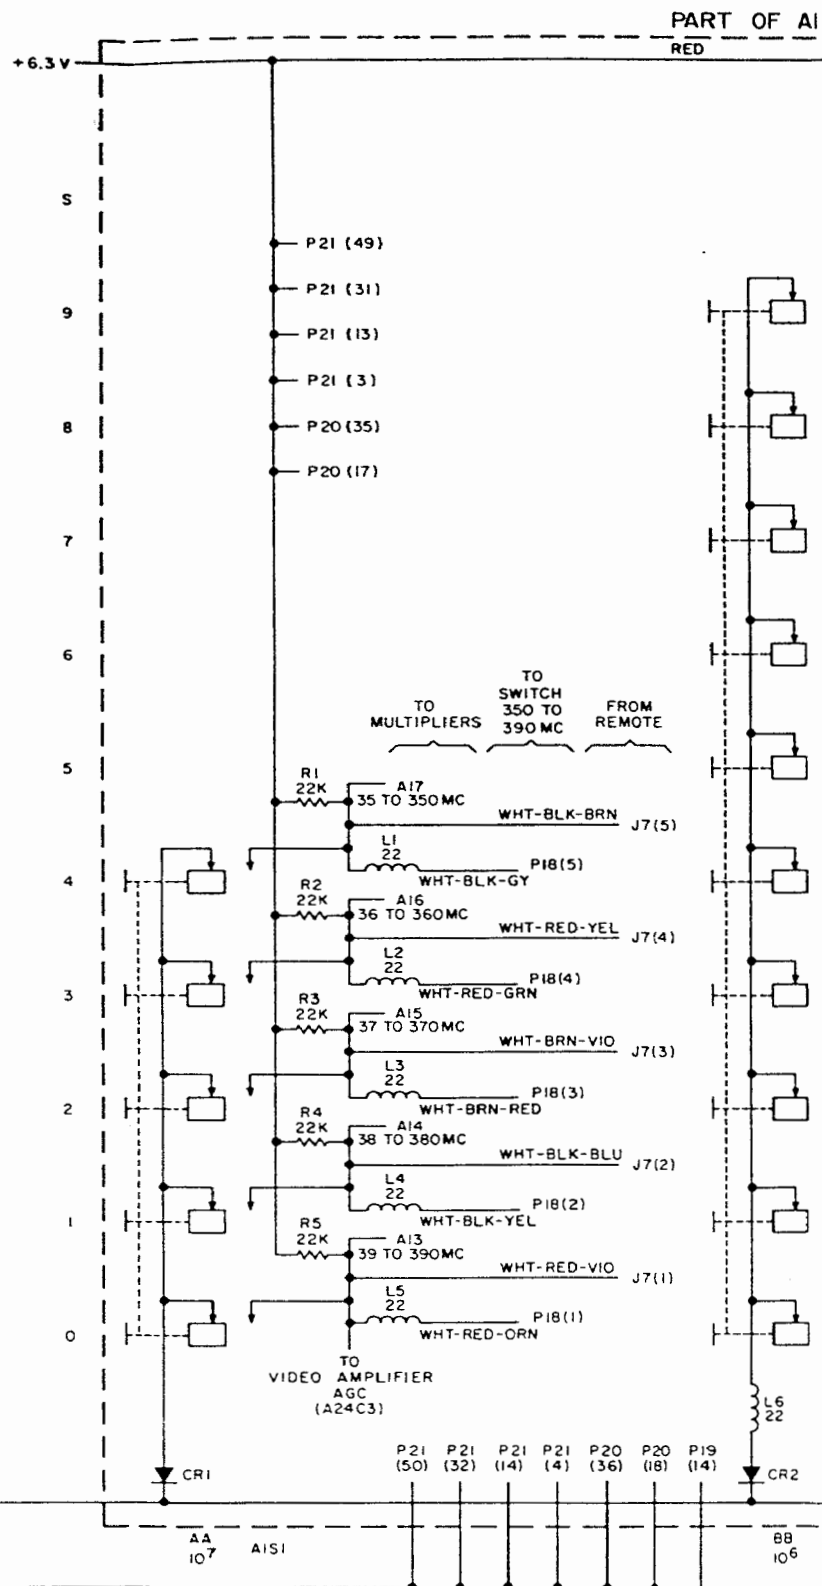 PART OF A1
RED
+6.3 V
S
P21 (49)
P21 (31)
9
P21 (13)
P21 (3)
8
P20 (35)
P20 (17)
7
6
TO
MULTIPLIERS
TO
SWITCH
350 TO
390 MC
FROM
REMOTE
5
R1
22K
A17
35 TO 350MC
WHT-BLK-BRN
J7(5)
L1
22
P18(5)
WHT-BLK-GY
4
R2
22K
A16
36 TO 360MC
WHT-RED-YEL
J7(4)
L2
22
P18(4)
WHT-RED-GRN
3
R3
22K
A15
37 TO 370MC
WHT-BRN-VIO
J7(3)
L3
22
P18(3)
WHT-BRN-RED
2
R4
22K
A14
38 TO 380MC
WHT-BLK-BLU
J7(2)
L4
22
P18(2)
WHT-BLK-YEL
1
R5
22K
A13
39 TO 390MC
WHT-RED-VIO
J7(1)
L5
22
P18(1)
WHT-RED-ORN
0
TO
VIDEO AMPLIFIER
AGC
(A24C3)
L6
22
P21
(50)
P21
(32)
P21
(14)
P21
(4)
P20
(36)
P20
(18)
P19
(14)
CR1
CR2
AA
10⁷
A1S1
BB
10⁶